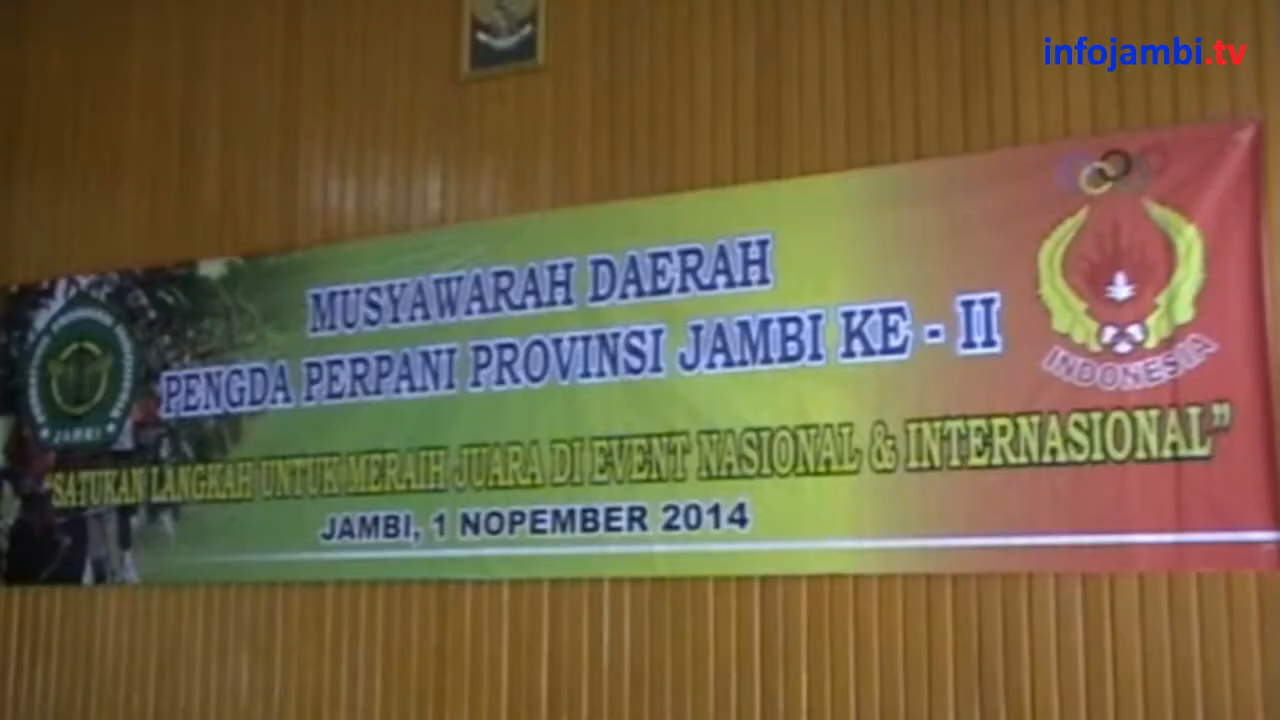 infojambi.tv
MUSYAWARAH DAERAH
PENGDA PERPANI PROVINSI JAMBI KE - II
INDONESIA
JAMBI
"SATUKAN LANGKAH UNTUK MERAIH JUARA DI EVENT NASIONAL & INTERNASIONAL"
JAMBI, 1 NOPEMBER 2014